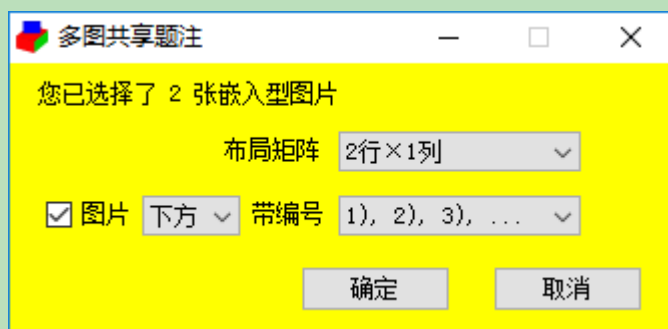 多图共享题注
您已选择了 2 张嵌入型图片
布局矩阵 2行×1列
图片 下方 带编号 1), 2), 3), ...
确定 取消